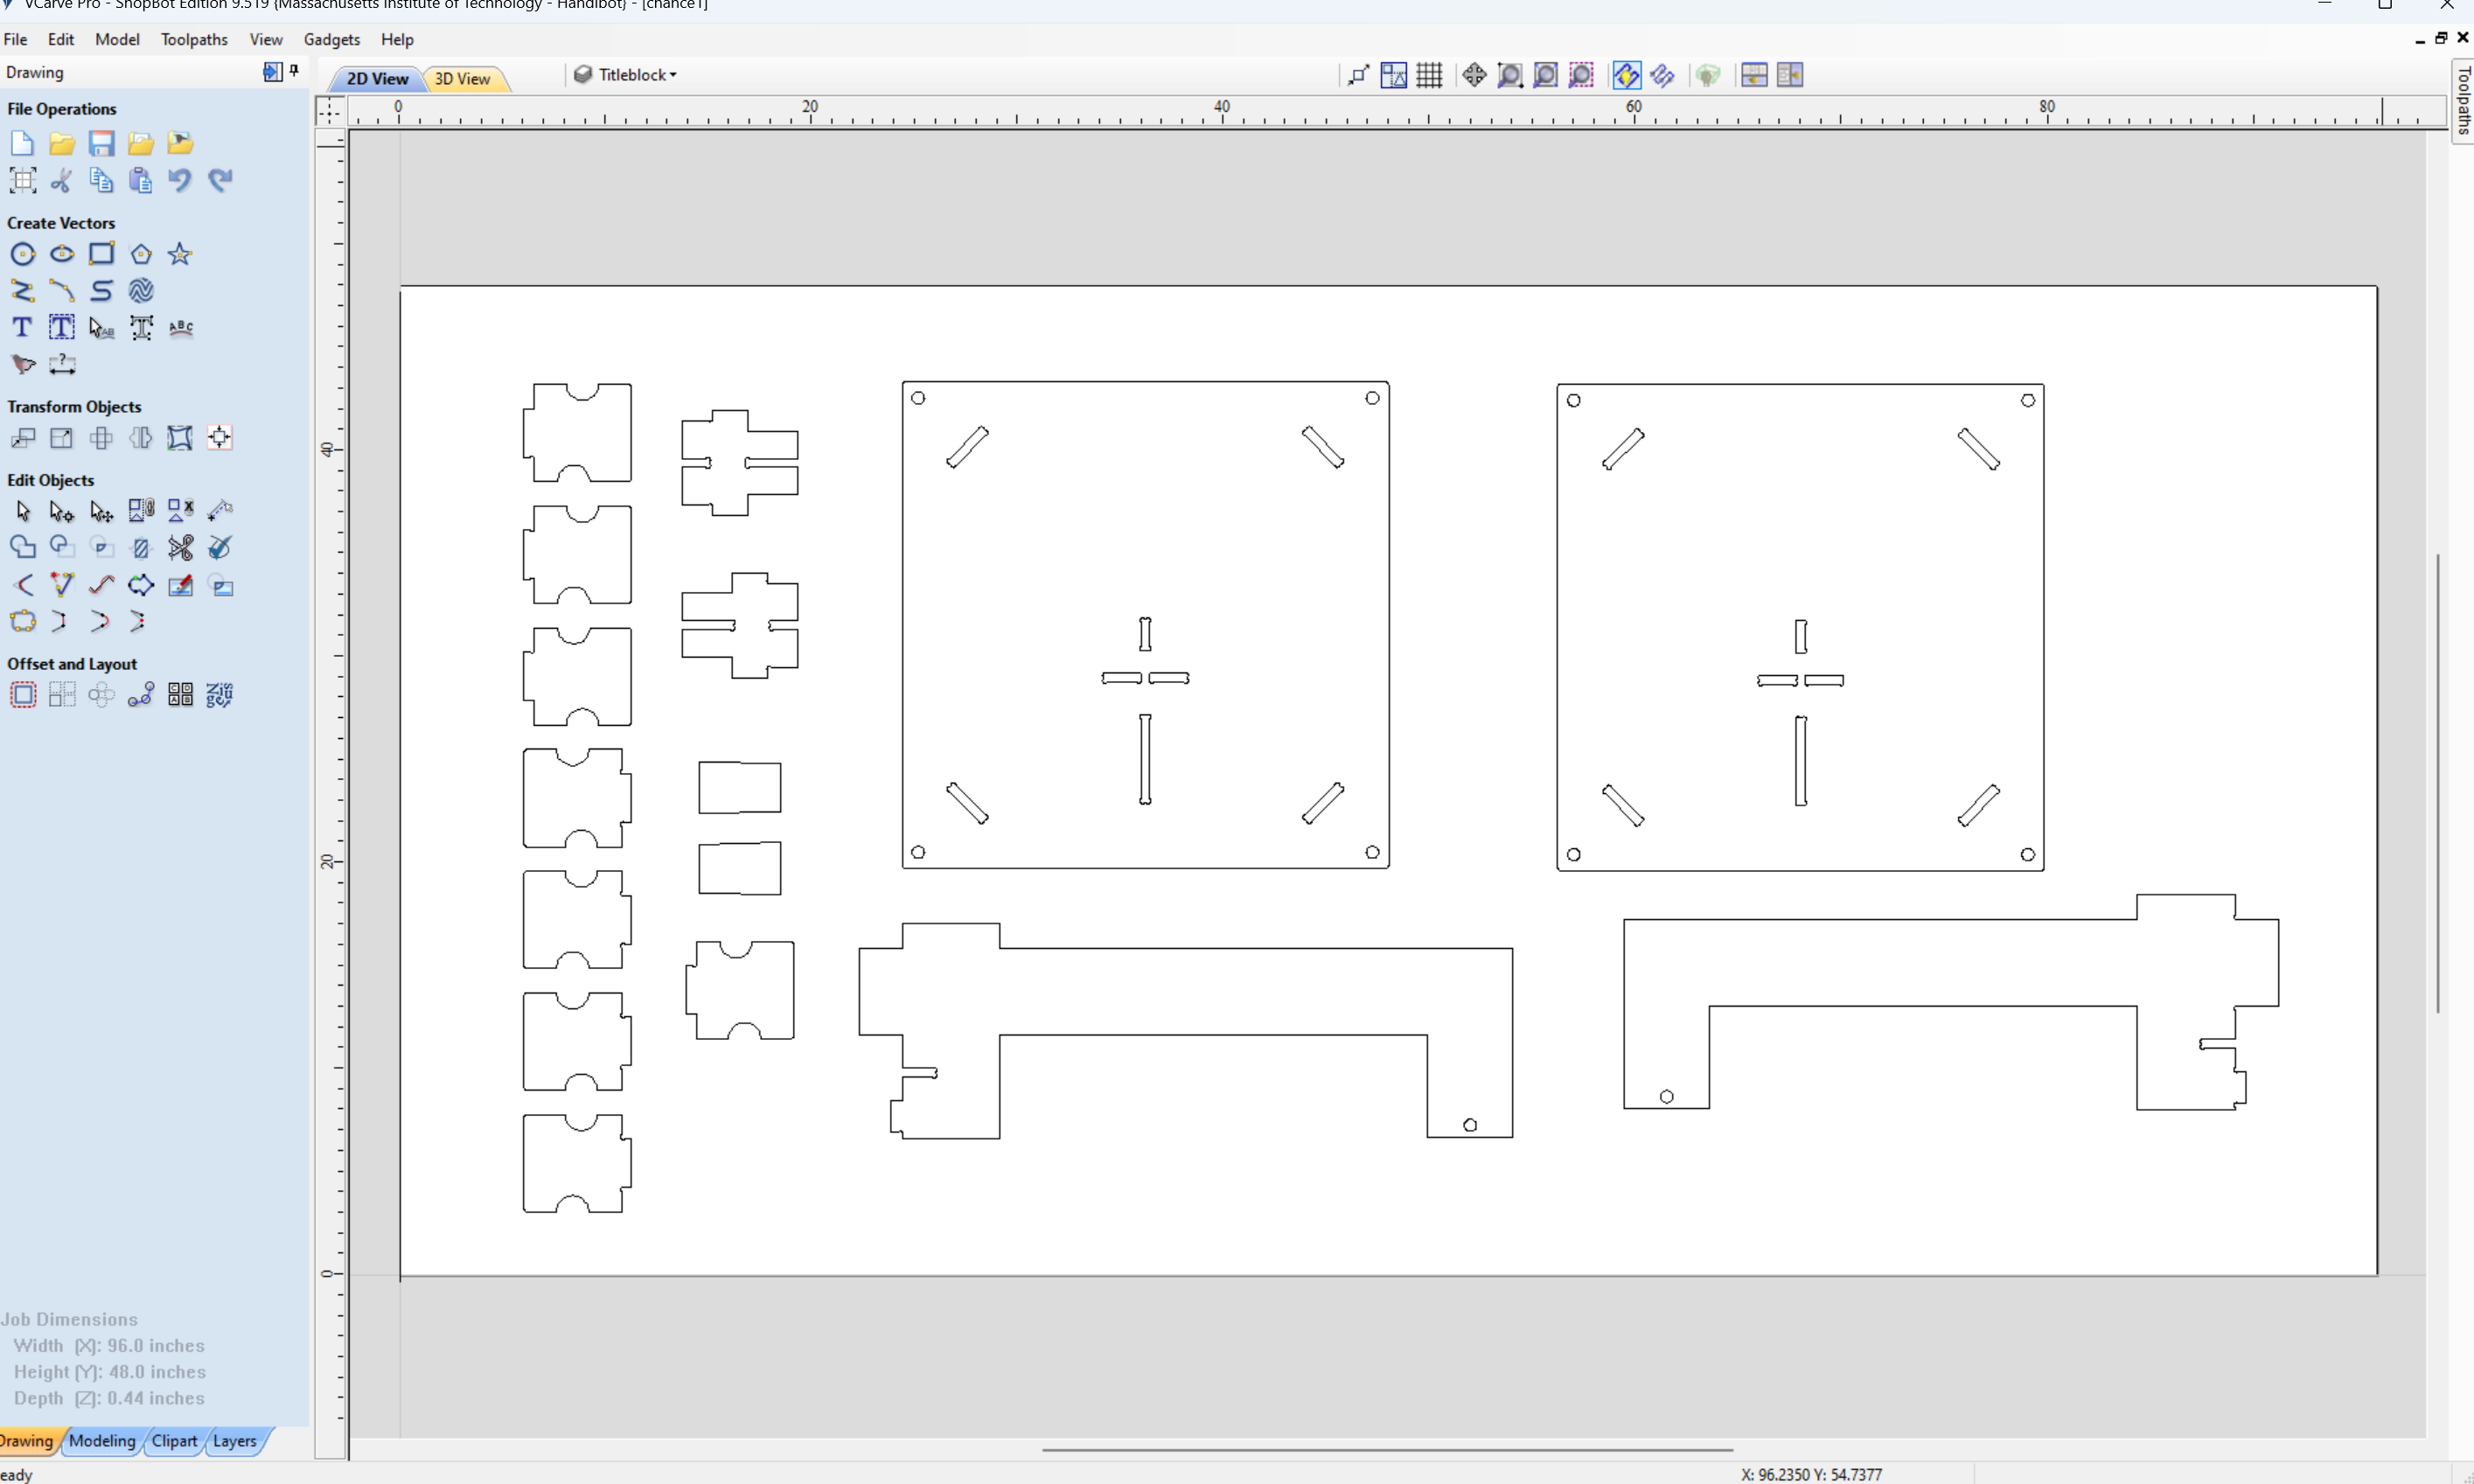 VCarve Pro - ShopBot Edition 9.519 {Massachusetts Institute of Technology - Handibot} - [chance1]
File Edit Model Toolpaths View Gadgets Help
Drawing
2D View 3D View Titleblock
Toolpaths
0 20 40 60 80
File Operations
Create Vectors
Transform Objects
40
Edit Objects
Offset and Layout
20
0
Job Dimensions
Width (X): 96.0 inches
Height (Y): 48.0 inches
Depth (Z): 0.44 inches
Drawing Modeling Clipart Layers
eady
X: 96.2350 Y: 54.7377